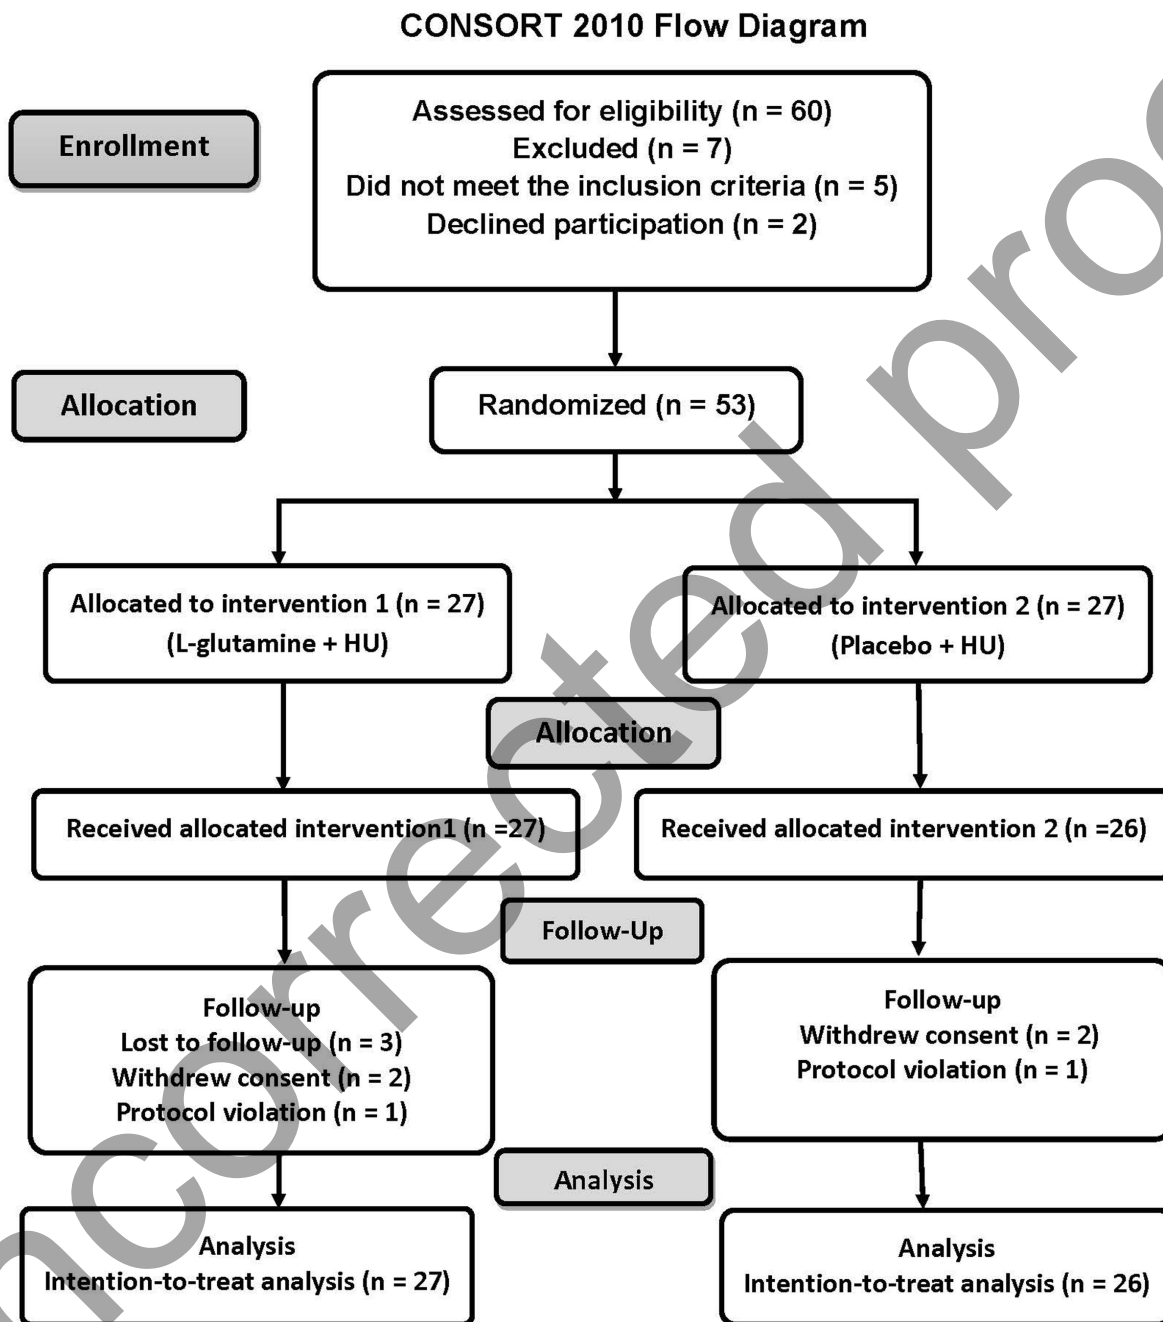 CONSORT 2010 Flow Diagram
Enrollment
Assessed for eligibility (n = 60)
Excluded (n = 7)
Did not meet the inclusion criteria (n = 5)
Declined participation (n = 2)
Allocation
Randomized (n = 53)
Allocated to intervention 1 (n = 27)
(L-glutamine + HU)
Allocated to intervention 2 (n = 27)
(Placebo + HU)
Allocation
Received allocated intervention1 (n =27)
Received allocated intervention 2 (n =26)
Follow-Up
Follow-up
Lost to follow-up (n = 3)
Withdrew consent (n = 2)
Protocol violation (n = 1)
Follow-up
Withdrew consent (n = 2)
Protocol violation (n = 1)
Analysis
Analysis
Intention-to-treat analysis (n = 27)
Analysis
Intention-to-treat analysis (n = 26)
ncorrected pro